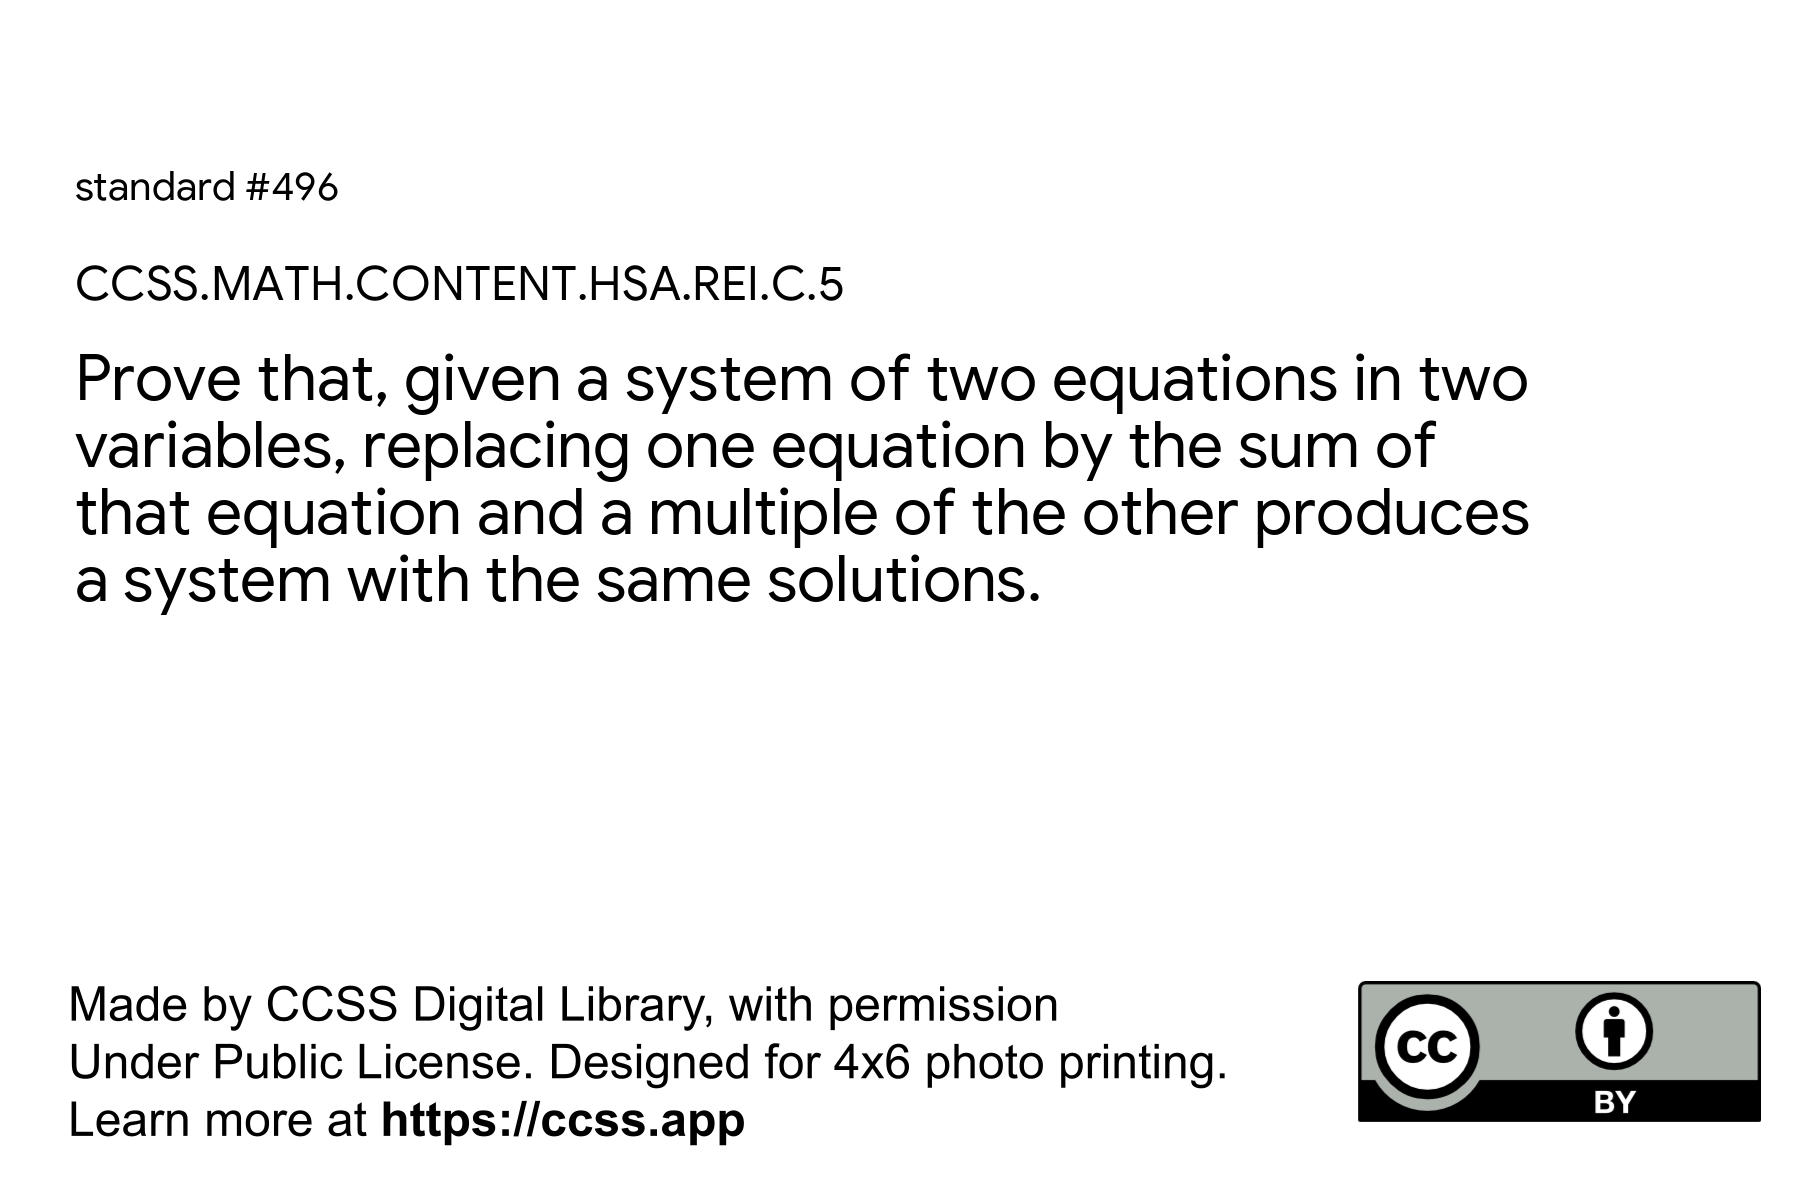 standard #496
CCSS.MATH.CONTENT.HSA.REI.C.5
Prove that, given a system of two equations in two
variables, replacing one equation by the sum of
that equation and a multiple of the other produces
a system with the same solutions.
Made by CCSS Digital Library, with permission
Under Public License. Designed for 4x6 photo printing.
Learn more at https://ccss.app
cc
BY